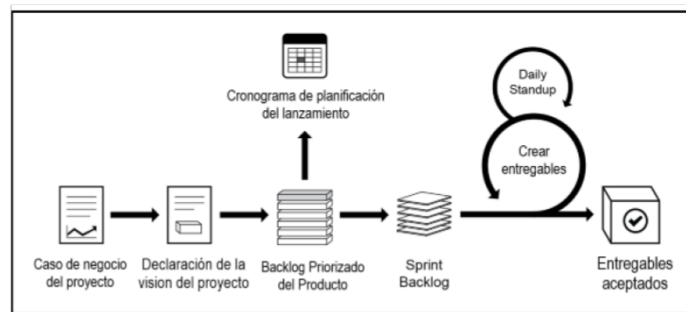 Cronograma de planificación
del lanzamiento
Daily
Standup
Crear
entregables
Caso de negocio
del proyecto
Declaración de la
vision del proyecto
Backlog Priorizado
del Producto
Sprint
Backlog
Entregables
aceptados